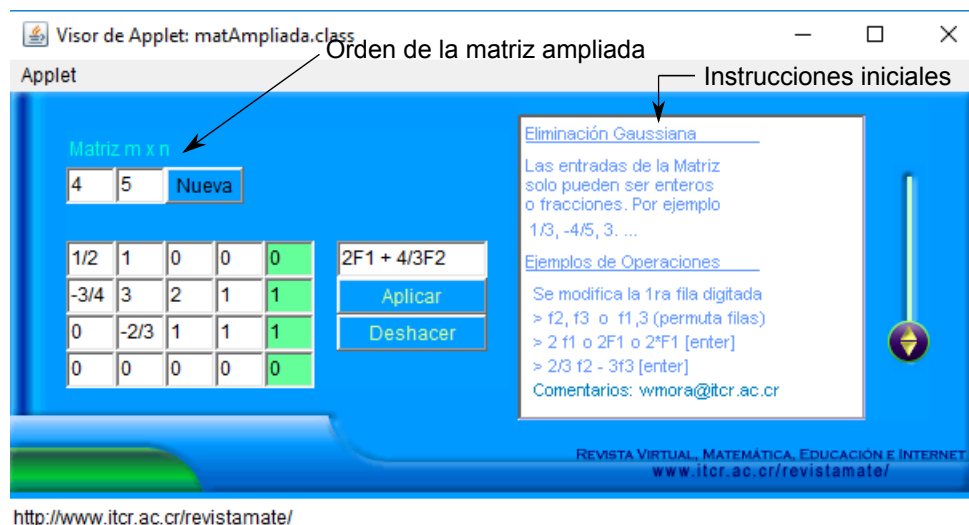 Visor de Applet: matAmpliada.class
Orden de la matriz ampliada
Applet
Instrucciones iniciales
Matriz m x n
4 5 Nueva
1/2 1 0 0 0
-3/4 3 2 1 1
0 -2/3 1 1 1
0 0 0 0 0
2F1 + 4/3F2
Aplicar
Deshacer
Eliminación Gaussiana
Las entradas de la Matriz
solo pueden ser enteros
o fracciones. Por ejemplo
1/3, -4/5, 3. ...
Ejemplos de Operaciones
Se modifica la 1ra fila digitada
> f2, f3 o f1,3 (permuta filas)
> 2 f1 o 2F1 o 2*F1 [enter]
> 2/3 f2 - 3f3 [enter]
Comentarios: wmora@itcr.ac.cr
REVISTA VIRTUAL, MATEMÁTICA, EDUCACIÓN E INTERNET
www.itcr.ac.cr/revistamate/
http://www.itcr.ac.cr/revistamate/